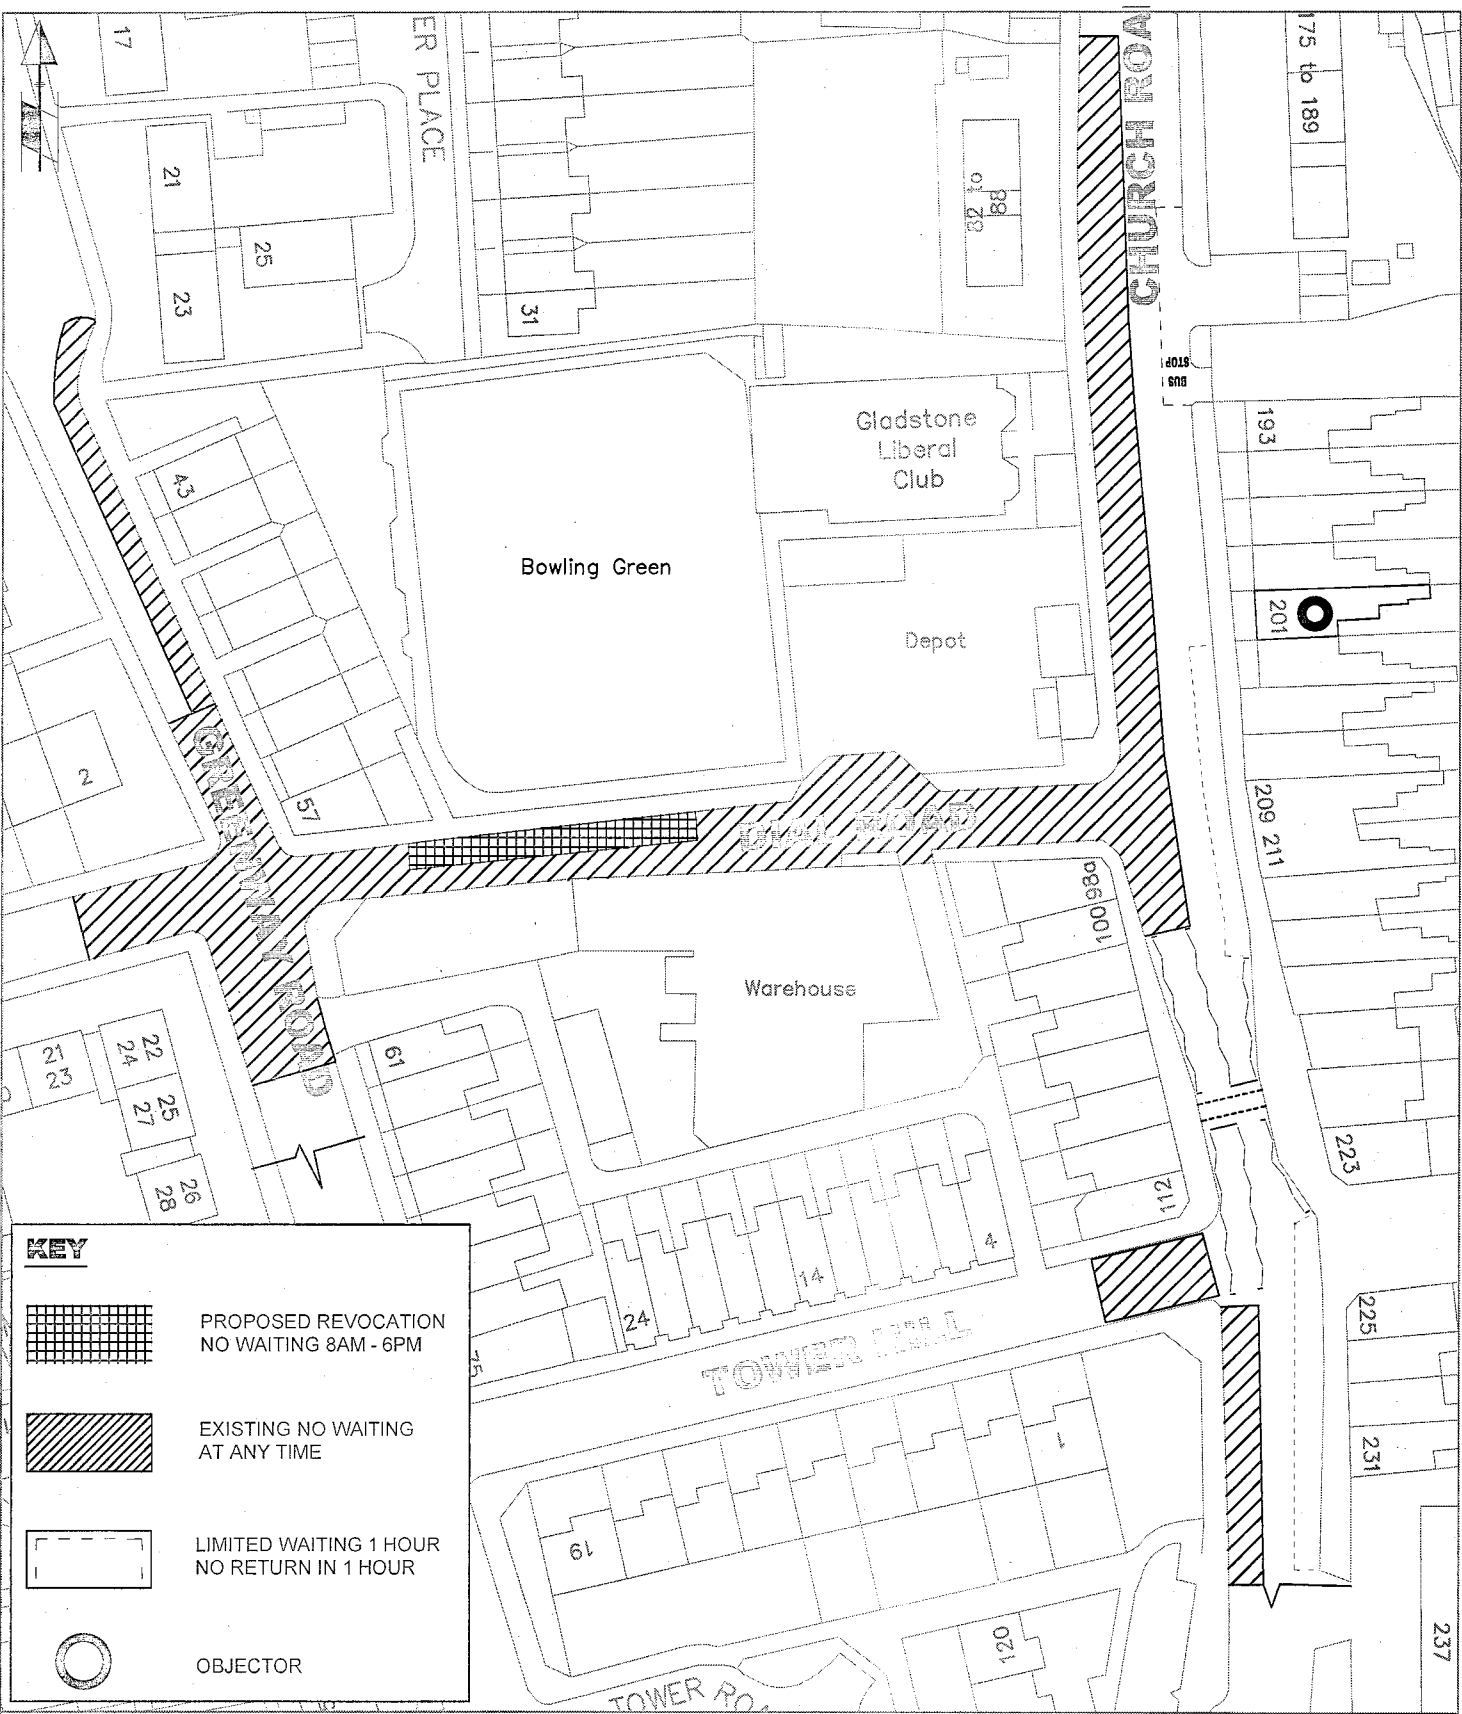 17
ER PLACE
CHURCH ROA
175 to 189
21
25
23
31
82 to
88
BUS
STOP
193
Gladstone
Liberal
Club
43
Bowling Green
201
Depot
2
57
GREENWAY ROAD
DIAL ROAD
209 211
98a
100
Warehouse
61
22
24
21
23
25
27
26
28
223
112
4
14
24
75
TOWER HILL
225
1
231
19
120
237
TOWER RO
KEY
PROPOSED REVOCATION
NO WAITING 8AM - 6PM
EXISTING NO WAITING
AT ANY TIME
LIMITED WAITING 1 HOUR
NO RETURN IN 1 HOUR
OBJECTOR